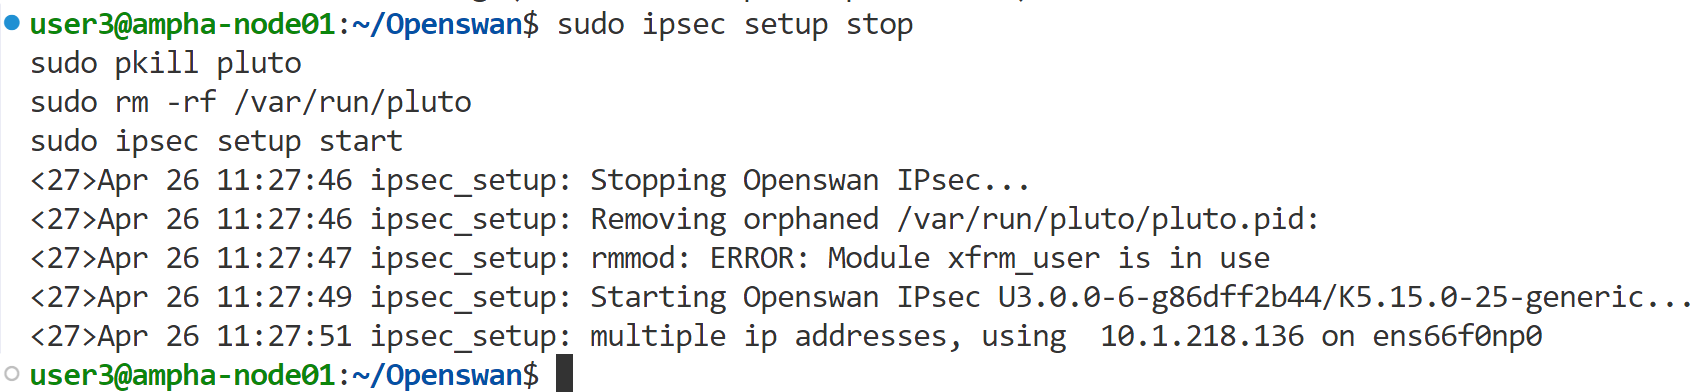 user3@ampha-node01:~/Openswan$ sudo ipsec setup stop
sudo pkill pluto
sudo rm -rf /var/run/pluto
sudo ipsec setup start
<27>Apr 26 11:27:46 ipsec_setup: Stopping Openswan IPsec...
<27>Apr 26 11:27:46 ipsec_setup: Removing orphaned /var/run/pluto/pluto.pid:
<27>Apr 26 11:27:47 ipsec_setup: rmmod: ERROR: Module xfrm_user is in use
<27>Apr 26 11:27:49 ipsec_setup: Starting Openswan IPsec U3.0.0-6-g86dff2b44/K5.15.0-25-generic...
<27>Apr 26 11:27:51 ipsec_setup: multiple ip addresses, using  10.1.218.136 on ens66f0np0
user3@ampha-node01:~/Openswan$